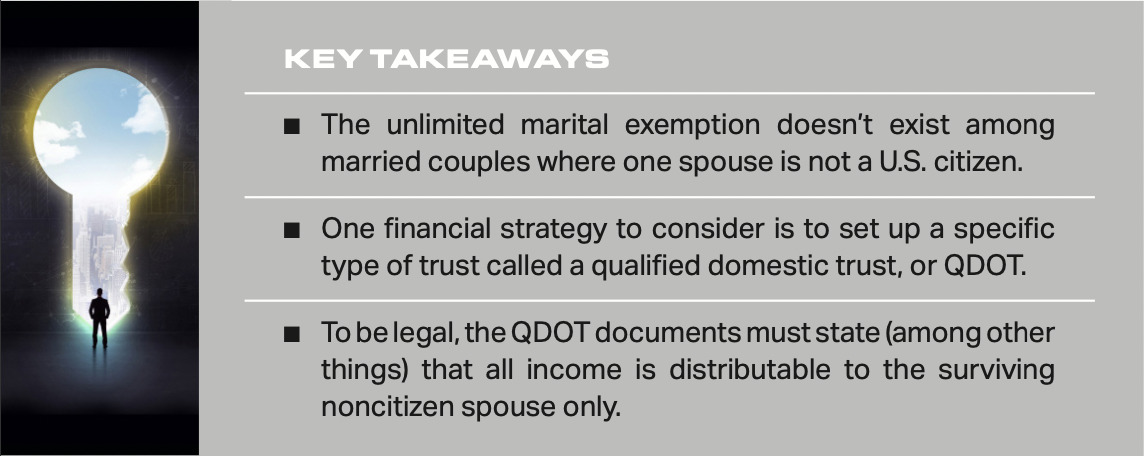 KEY TAKEAWAYS
■ The unlimited marital exemption doesn't exist among
married couples where one spouse is not a U.S. citizen.
■ One financial strategy to consider is to set up a specific
type of trust called a qualified domestic trust, or QDOT.
■ To be legal, the QDOT documents must state (among other
things) that all income is distributable to the surviving
noncitizen spouse only.